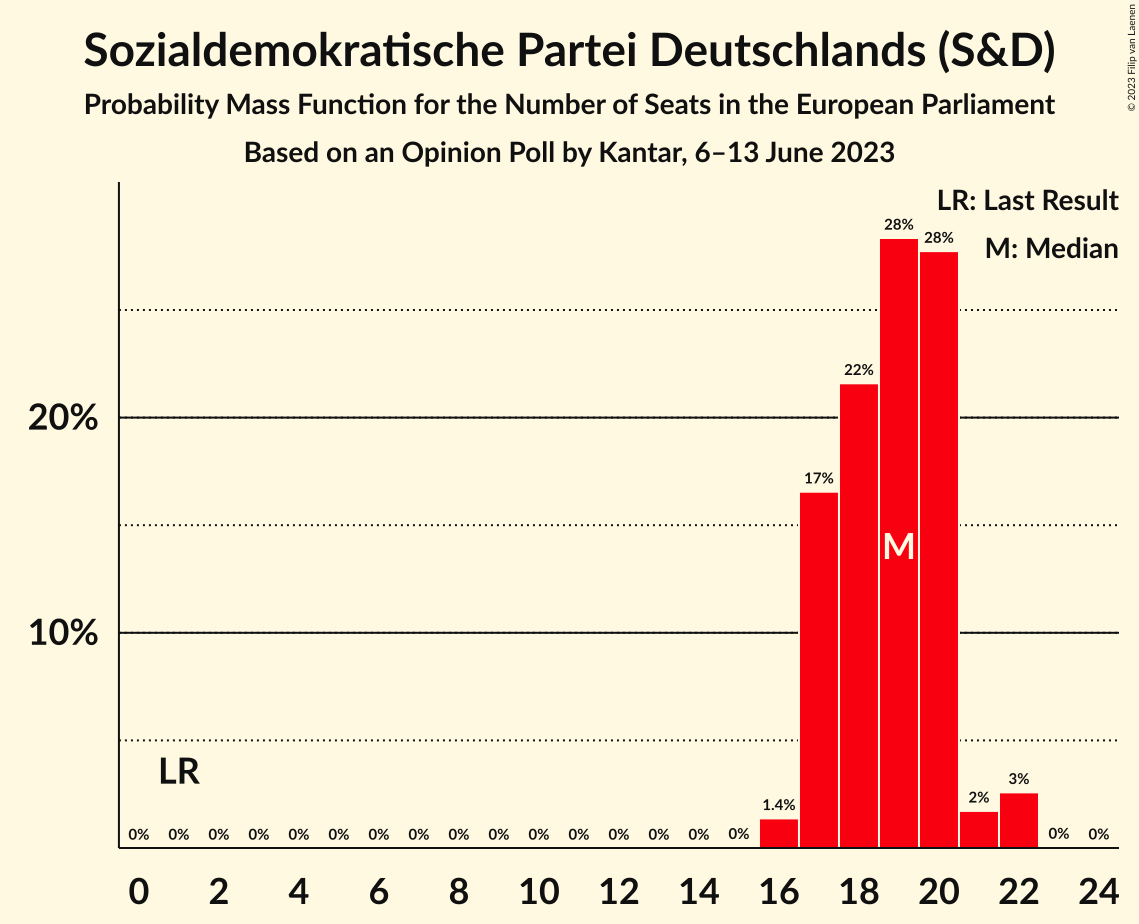 Sozialdemokratische Partei Deutschlands (S&D)
Probability Mass Function for the Number of Seats in the European Parliament
Based on an Opinion Poll by Kantar, 6–13 June 2023
© 2023 Filip van Laenen
LR: Last Result
M: Median
28%
28%
22%
20%
17%
M
10%
LR
3%
2%
1.4%
0% 0% 0% 0% 0% 0% 0% 0% 0% 0% 0% 0% 0% 0% 0% 0% 0% 0%
0 2 4 6 8 10 12 14 16 18 20 22 24